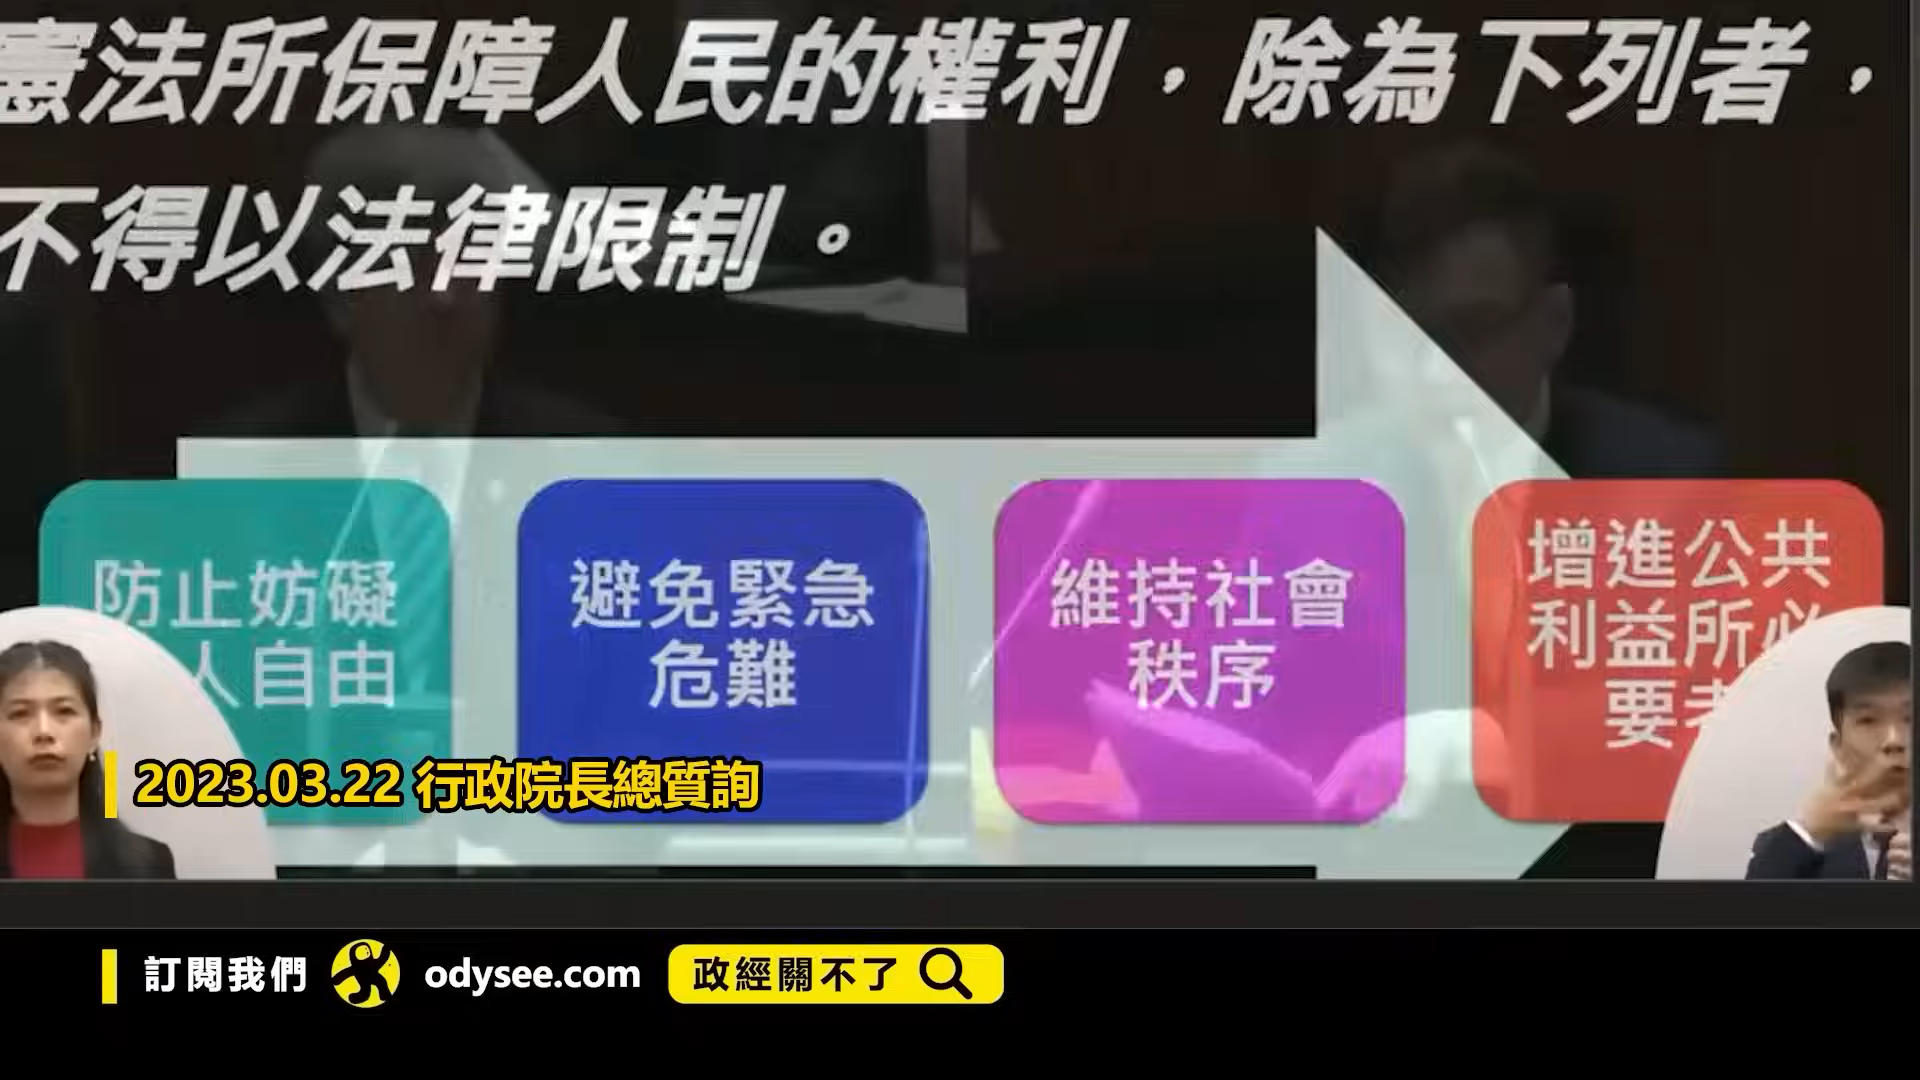 憲法所保障人民的權利，除為下列者，
不得以法律限制。
防止妨礙
人自由
避免緊急
危難
維持社會
秩序
增進公共
利益所必
要者
2023.03.22 行政院長總質詢
訂閱我們 odysee.com 政經關不了